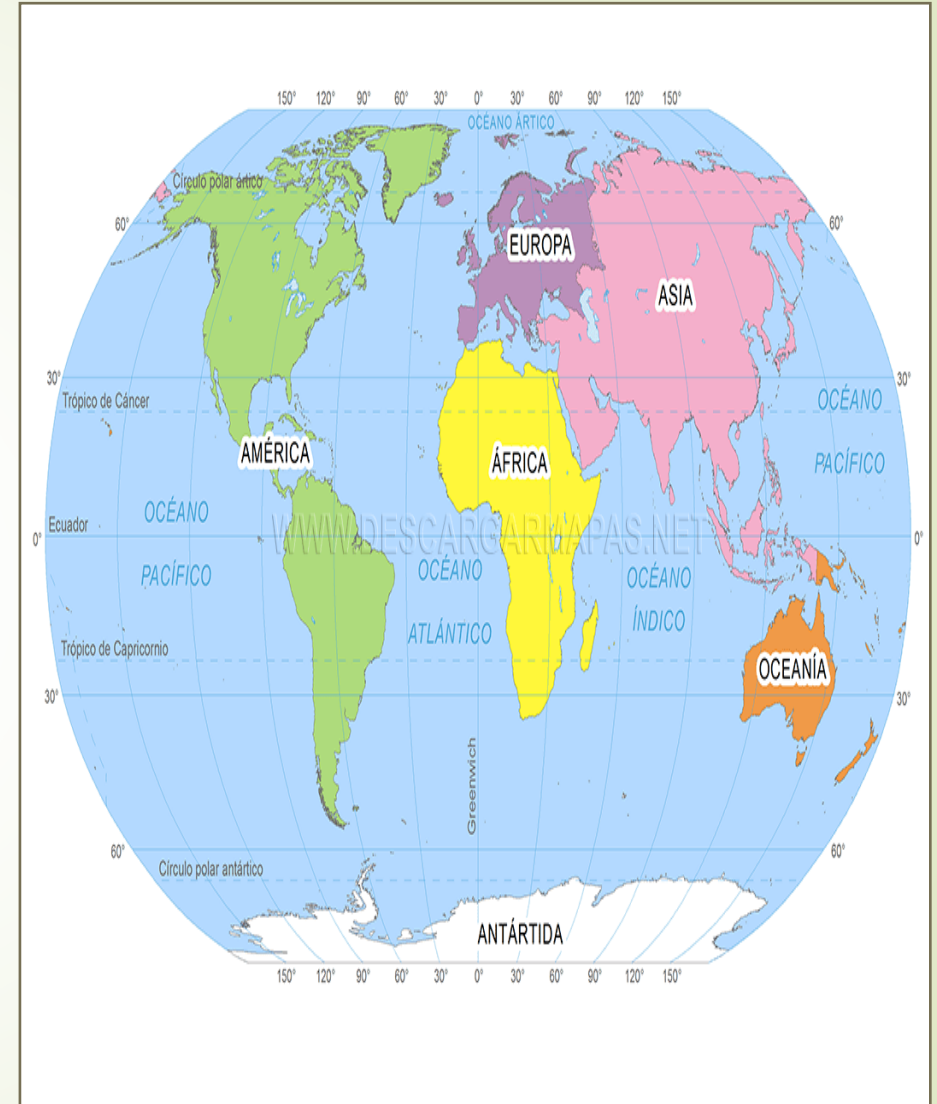 150° 120° 90° 60° 30° 0° 30° 60° 90° 120° 150°
OCÉANO ÁRTICO
Círculo polar ártico
60° 60°
EUROPA
ASIA
30° 30°
Trópico de Cáncer
OCÉANO
PACÍFICO
AMÉRICA
ÁFRICA
OCÉANO
PACÍFICO
Ecuador
WWW.DESCARGARMAPAS.NET
0° 0°
OCÉANO
ATLÁNTICO
OCÉANO
ÍNDICO
Trópico de Capricornio
OCEANÍA
30° 30°
Greenwich
60° 60°
Círculo polar antártico
ANTÁRTIDA
150° 120° 90° 60° 30° 0° 30° 60° 90° 120° 150°